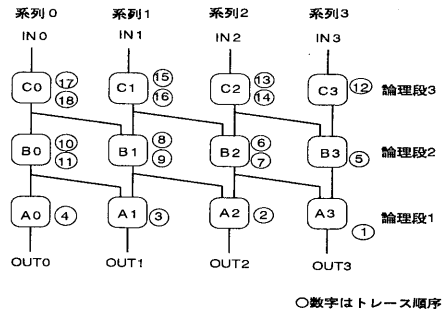 系列0 系列1 系列2 系列3
IN0 IN1 IN2 IN3
C0 ⑰ C1 ⑮ C2 ⑬ C3 ⑫ 論理段3
⑱ ⑯ ⑭
B0 ⑩ B1 ⑧ B2 ⑥ B3 論理段2
⑪ ⑨ ⑦ ⑤
A0 ④ A1 ③ A2 ② A3 論理段1
①
OUT0 OUT1 OUT2 OUT3
○数字はトレース順序